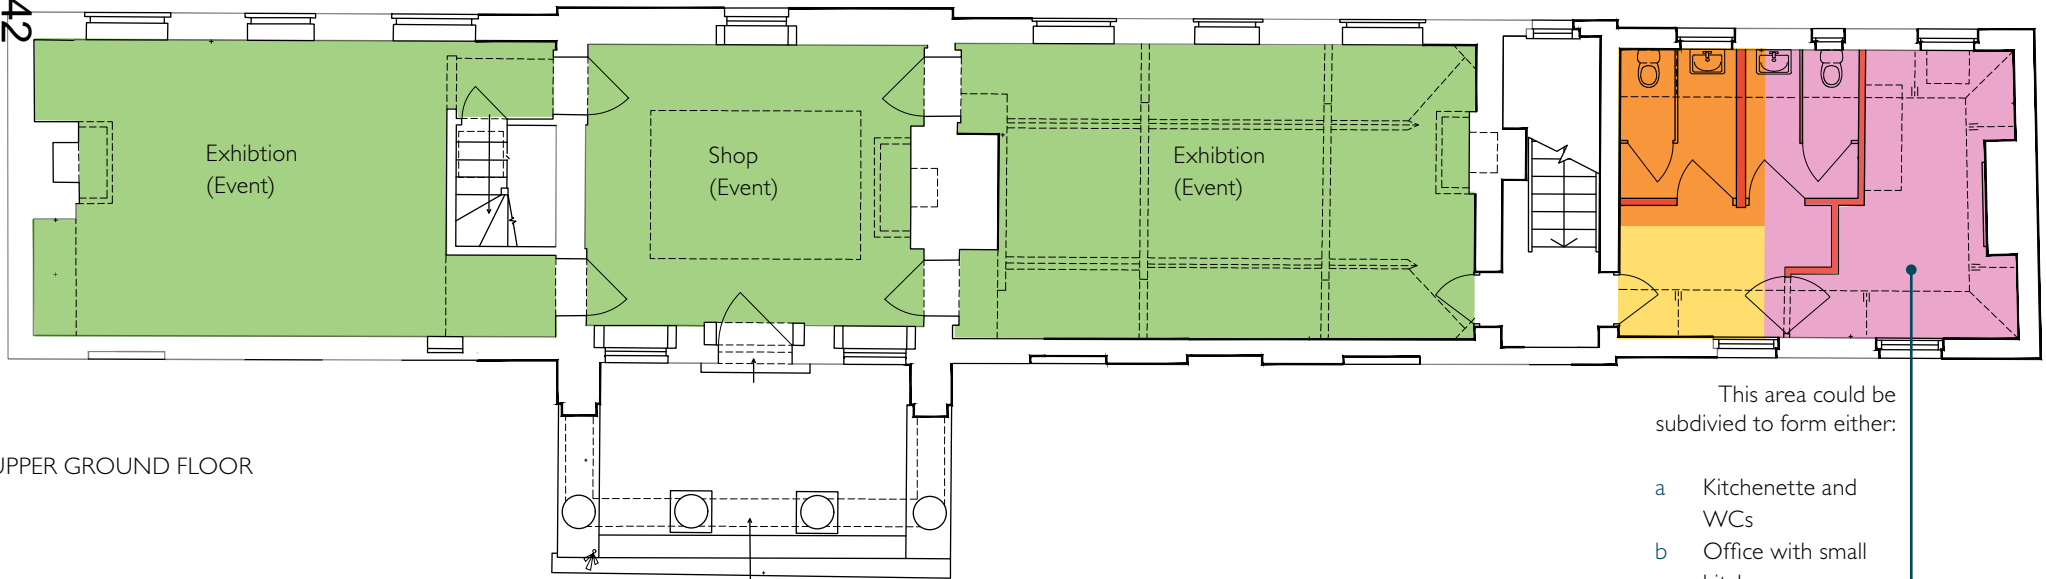 42
Exhibtion
(Event)
Shop
(Event)
Exhibtion
(Event)
UPPER GROUND FLOOR
This area could be
subdivied to form either:
a Kitchenette and
WCs
b Office with small